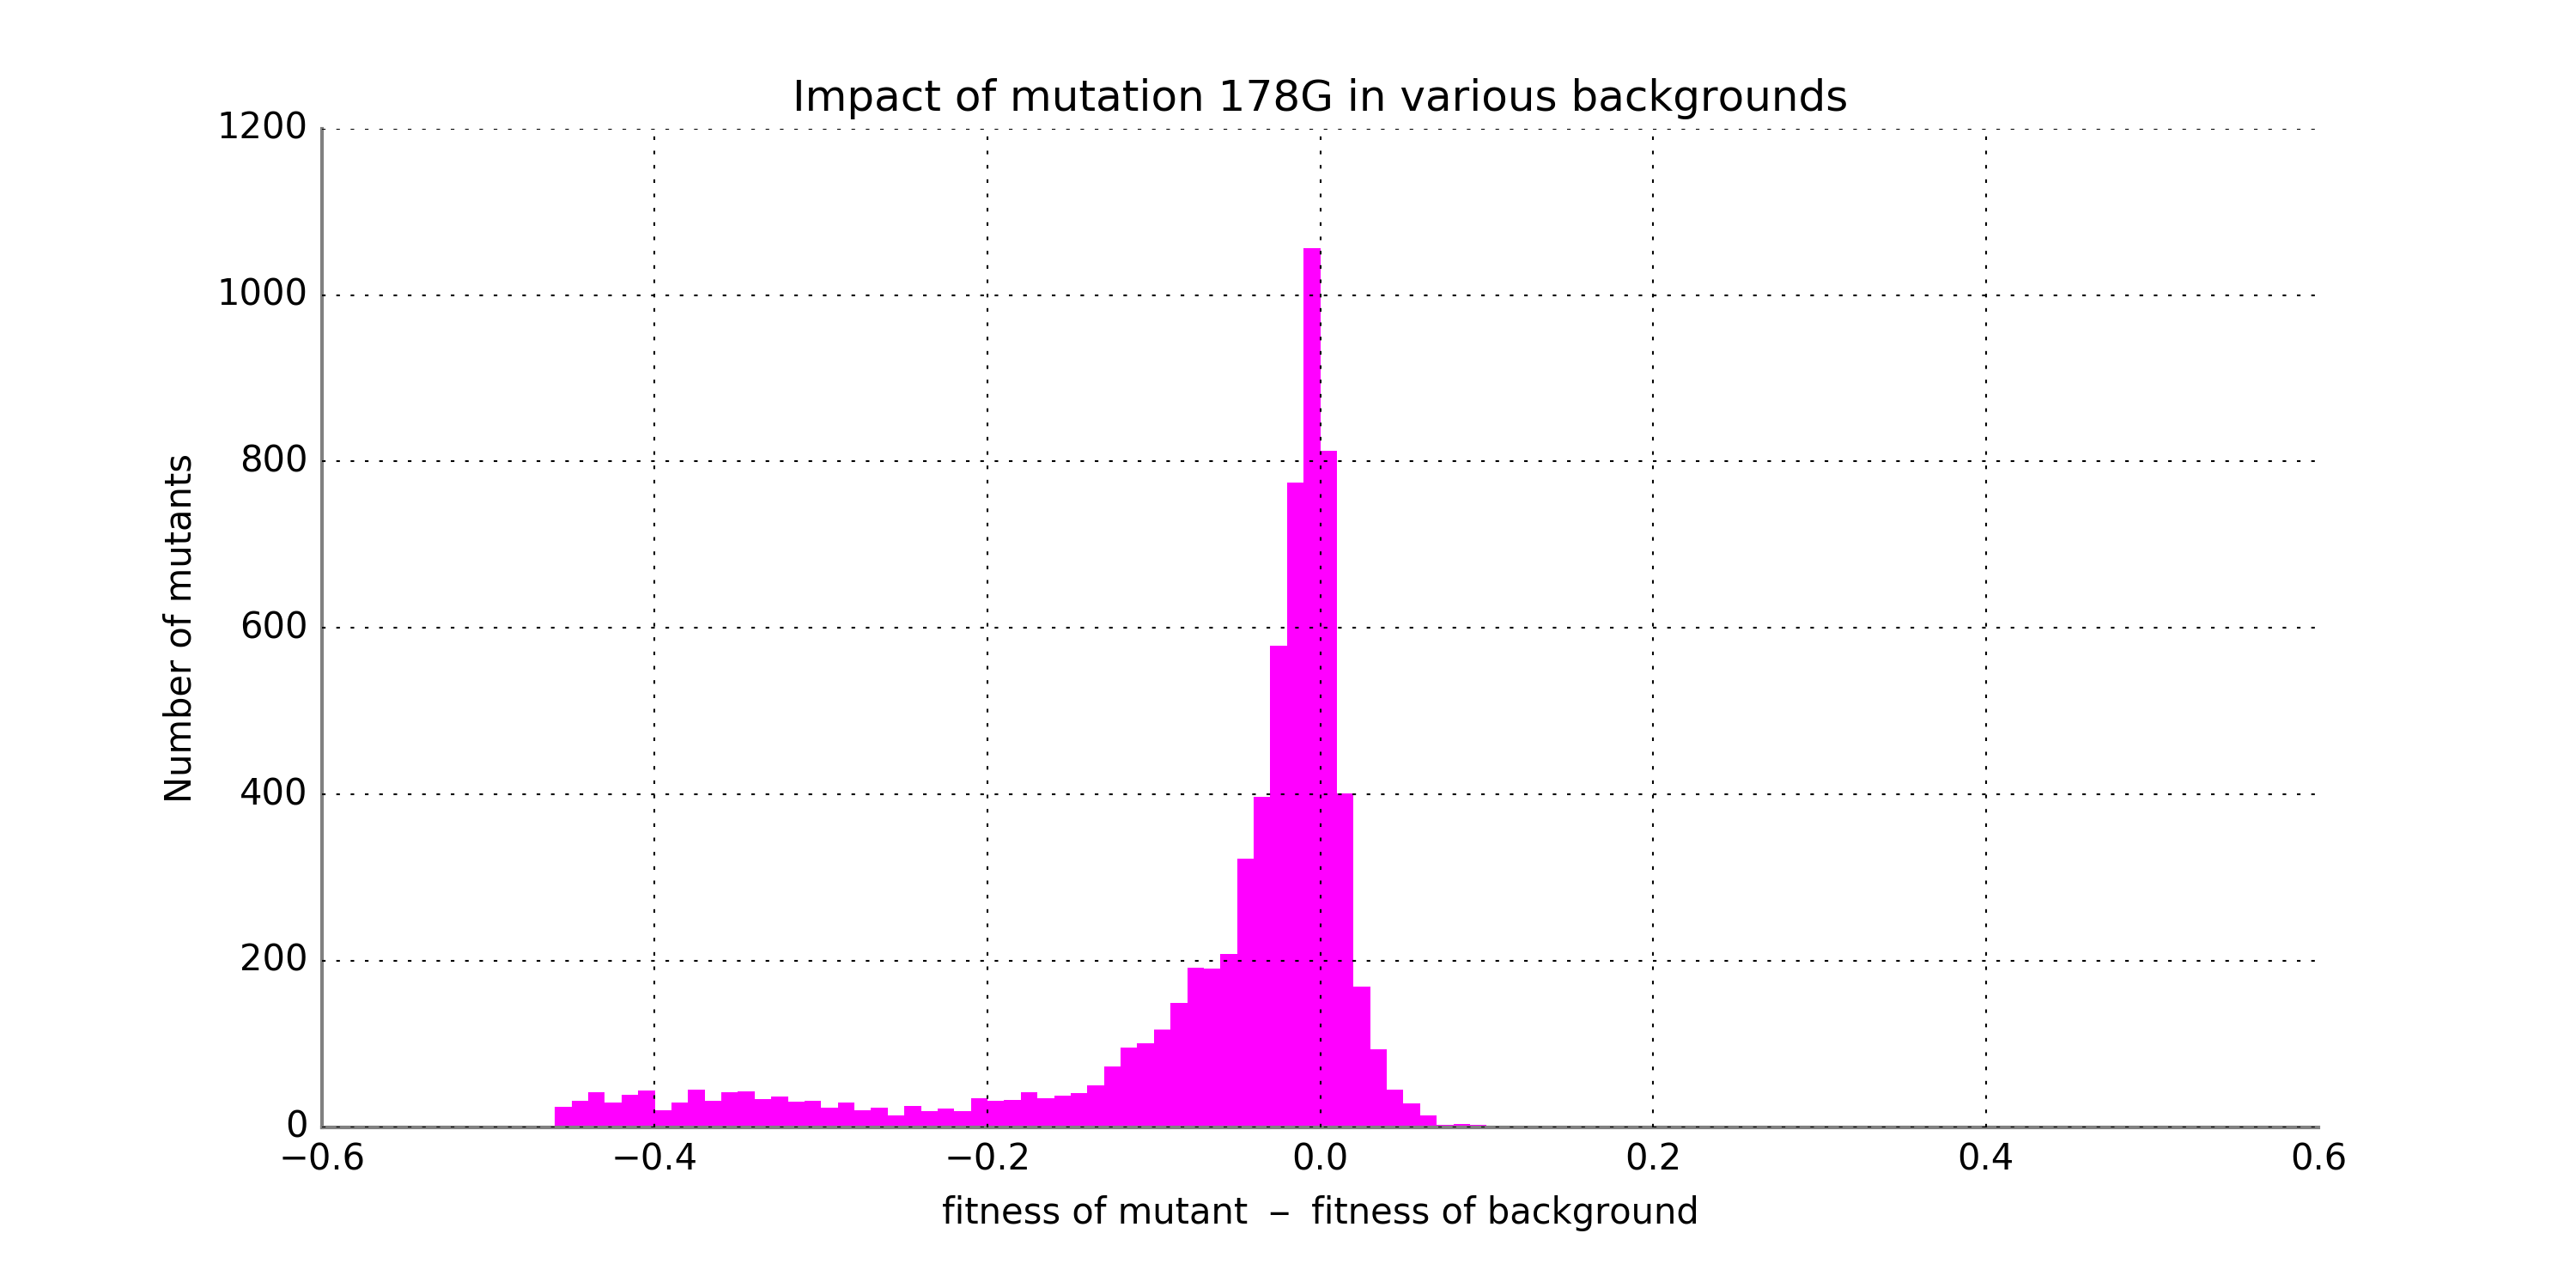 Impact of mutation 178G in various backgrounds
1200
1000
800
600
400
200
0
Number of mutants
−0.6 −0.4 −0.2 0.0 0.2 0.4 0.6
fitness of mutant − fitness of background